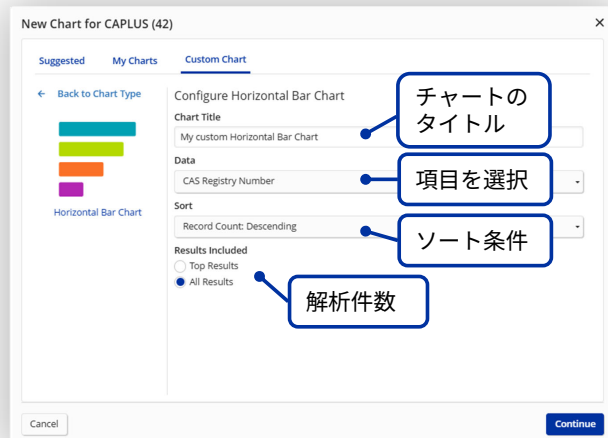 New Chart for CAPLUS (42)
×
Suggested My Charts Custom Chart
← Back to Chart Type
Horizontal Bar Chart
Configure Horizontal Bar Chart
Chart Title
My custom Horizontal Bar Chart
チャートの
タイトル
Data
CAS Registry Number
項目を選択
Sort
Record Count: Descending
ソート条件
Results Included
Top Results
All Results
解析件数
Cancel
Continue